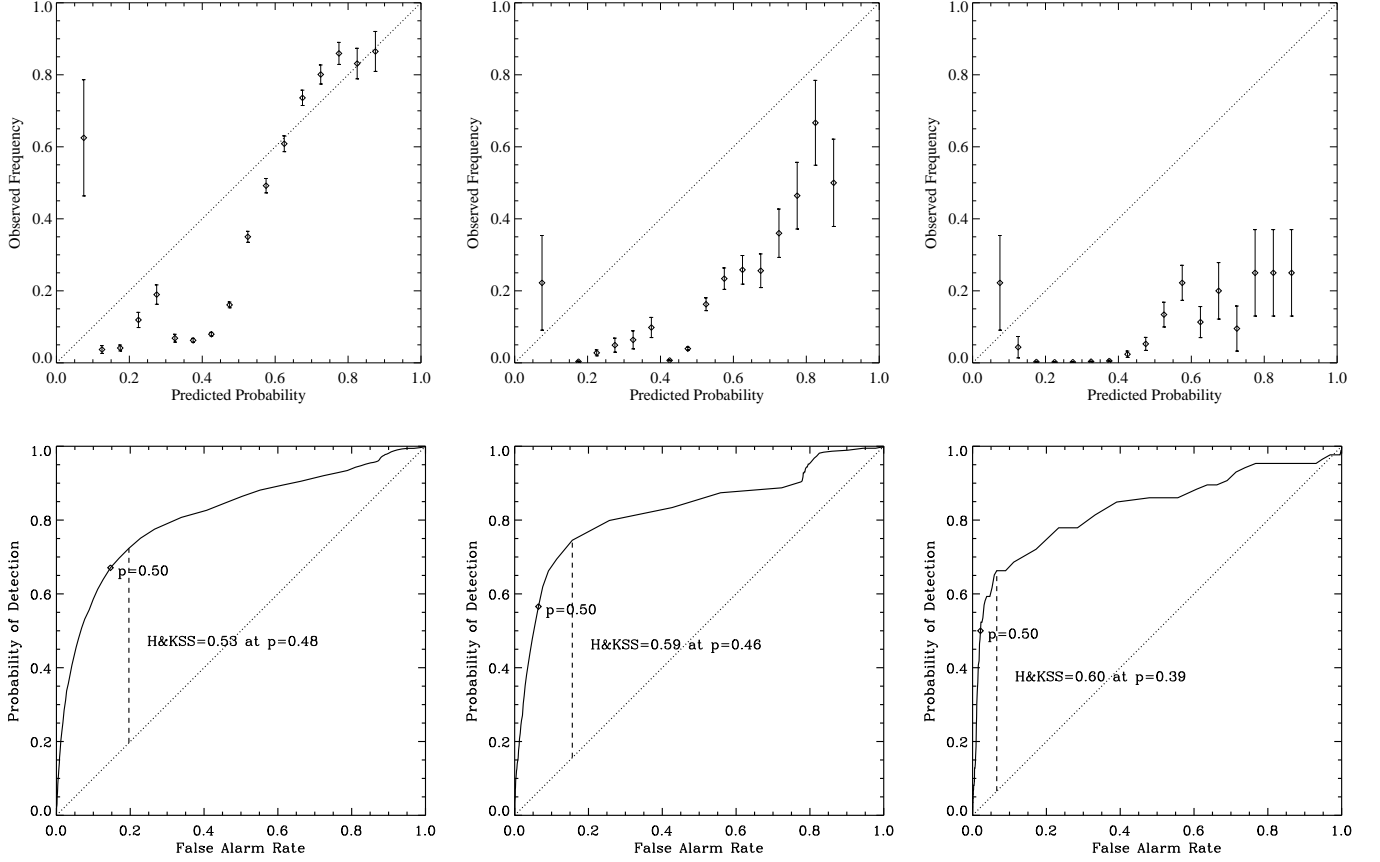 1.0
0.8
0.6
0.4
0.2
0.0
Observed Frequency
0.0 0.2 0.4 0.6 0.8 1.0
Predicted Probability
1.0
0.8
0.6
0.4
0.2
0.0
Observed Frequency
0.0 0.2 0.4 0.6 0.8 1.0
Predicted Probability
1.0
0.8
0.6
0.4
0.2
0.0
Observed Frequency
0.0 0.2 0.4 0.6 0.8 1.0
Predicted Probability
1.0
0.8
0.6
0.4
0.2
0.0
Probability of Detection
p=0.50
H&KSS=0.53 at p=0.48
0.0 0.2 0.4 0.6 0.8 1.0
False Alarm Rate
1.0
0.8
0.6
0.4
0.2
0.0
Probability of Detection
p=0.50
H&KSS=0.59 at p=0.46
0.0 0.2 0.4 0.6 0.8 1.0
False Alarm Rate
1.0
0.8
0.6
0.4
0.2
0.0
Probability of Detection
p=0.50
H&KSS=0.60 at p=0.39
0.0 0.2 0.4 0.6 0.8 1.0
False Alarm Rate